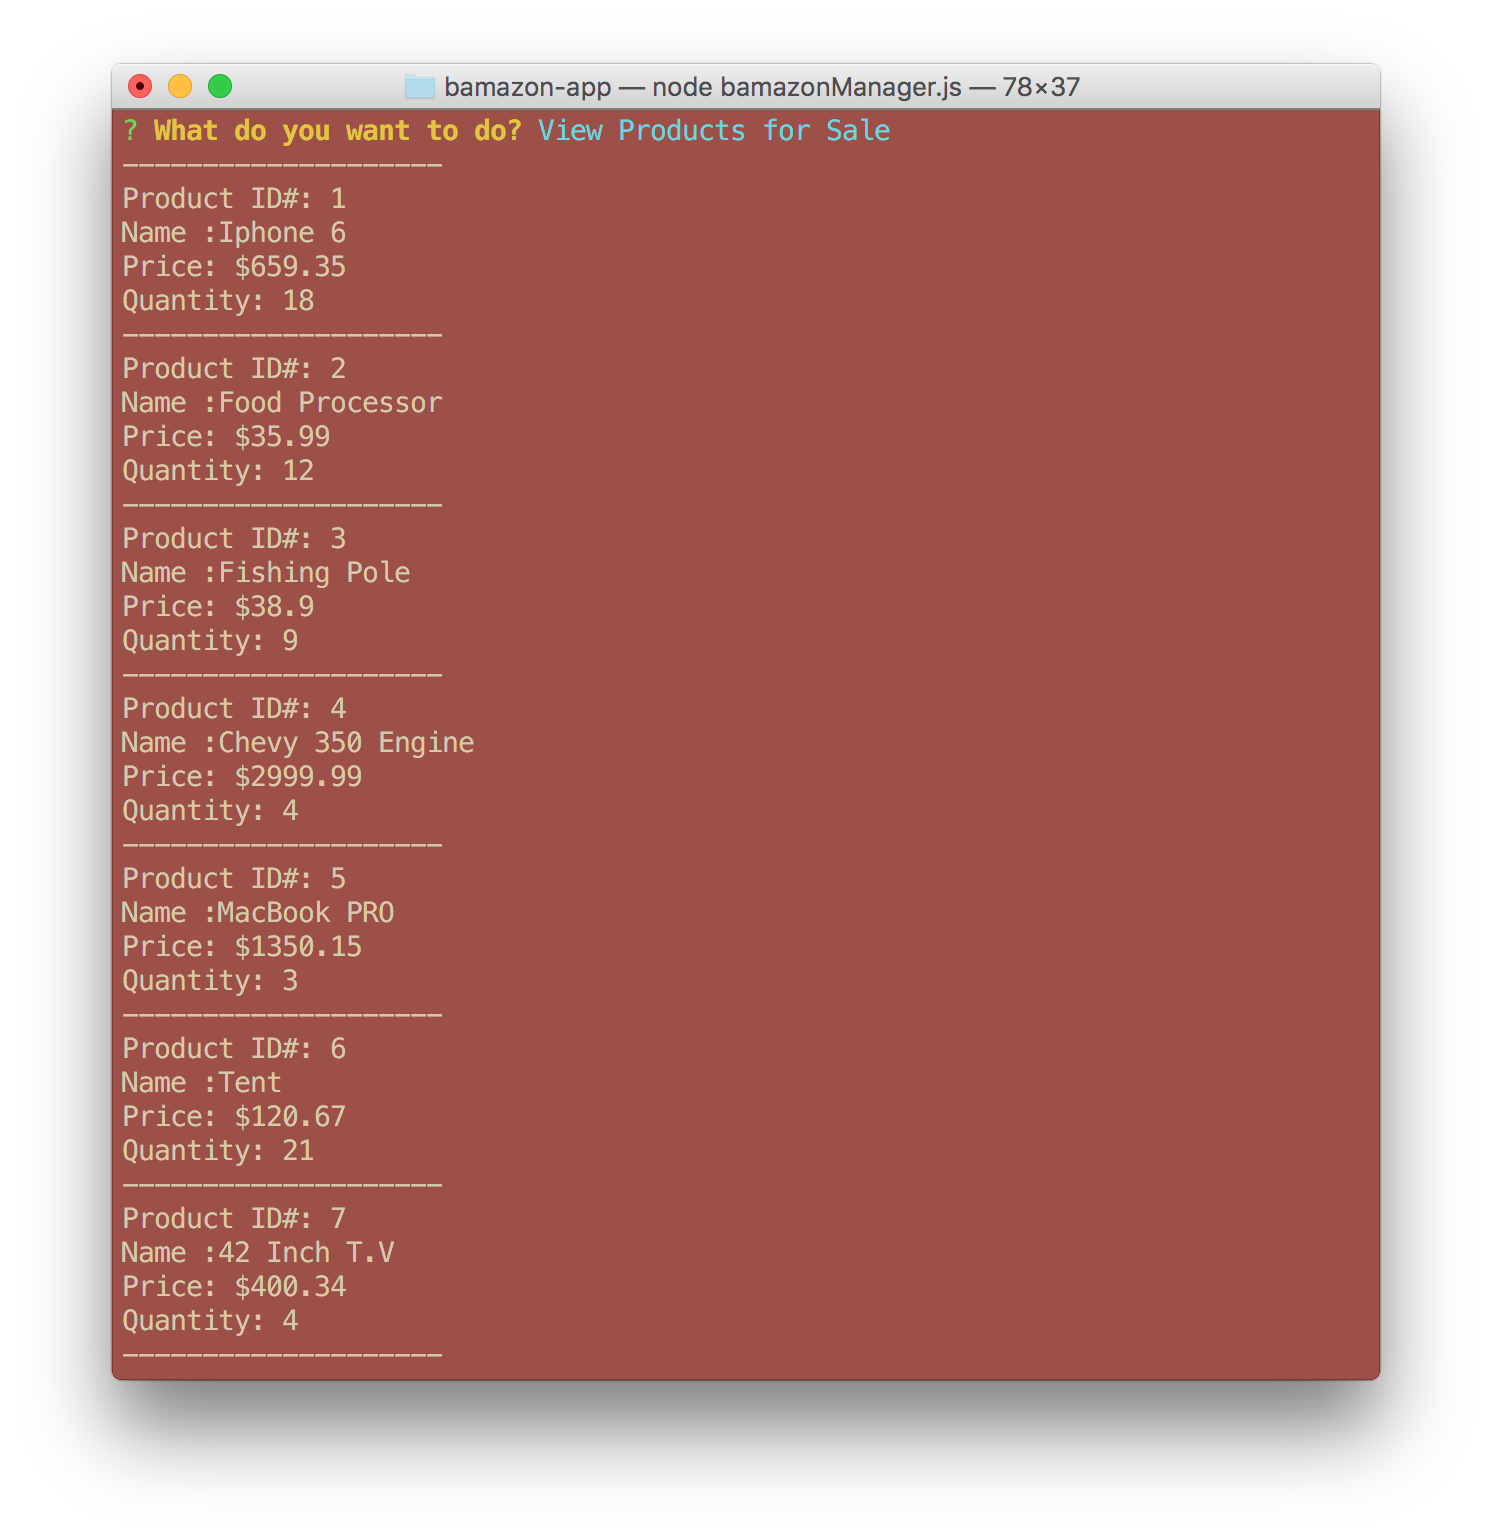 bamazon-app — node bamazonManager.js — 78×37
? What do you want to do? View Products for Sale
--------------------
Product ID#: 1
Name :Iphone 6
Price: $659.35
Quantity: 18
--------------------
Product ID#: 2
Name :Food Processor
Price: $35.99
Quantity: 12
--------------------
Product ID#: 3
Name :Fishing Pole
Price: $38.9
Quantity: 9
--------------------
Product ID#: 4
Name :Chevy 350 Engine
Price: $2999.99
Quantity: 4
--------------------
Product ID#: 5
Name :MacBook PRO
Price: $1350.15
Quantity: 3
--------------------
Product ID#: 6
Name :Tent
Price: $120.67
Quantity: 21
--------------------
Product ID#: 7
Name :42 Inch T.V
Price: $400.34
Quantity: 4
--------------------